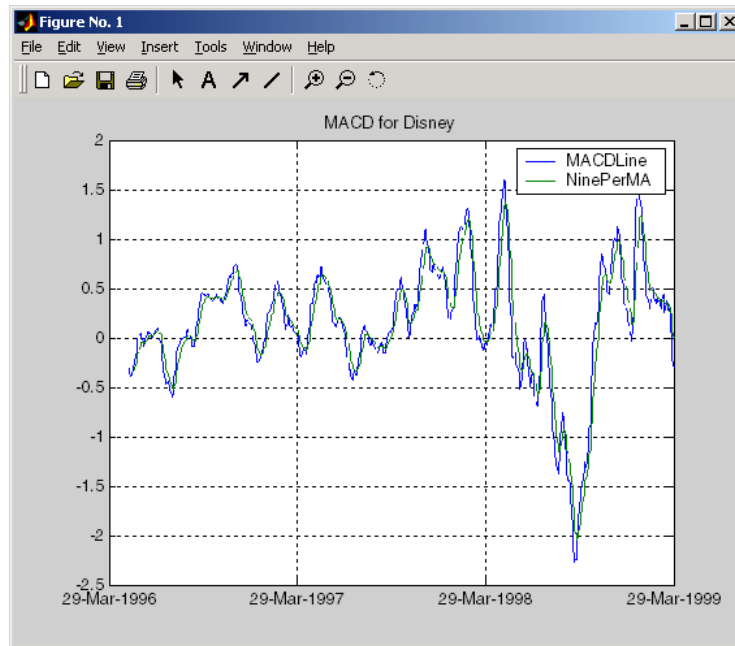 Figure No. 1
File Edit View Insert Tools Window Help
A
MACD for Disney
MACDLine
NinePerMA
2
1.5
1
0.5
0
-0.5
-1
-1.5
-2
-2.5
29-Mar-1996 29-Mar-1997 29-Mar-1998 29-Mar-1999